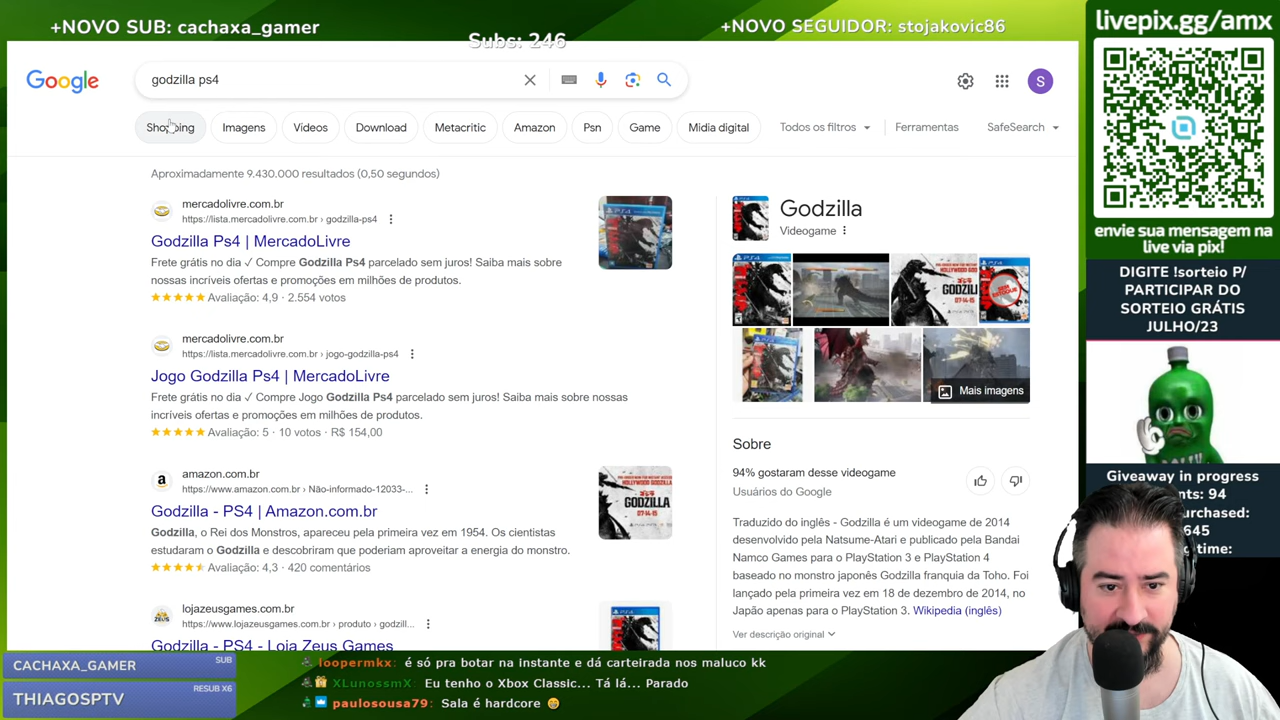 +NOVO SUB: cachaxa_gamer
Subs: 246
+NOVO SEGUIDOR: stojakovic86
livepix.gg/amx
Google
godzilla ps4
S
Shopping
Imagens
Vídeos
Download
Metacritic
Amazon
Psn
Game
Mídia digital
Todos os filtros
Ferramentas
SafeSearch
Aproximadamente 9.430.000 resultados (0,50 segundos)
mercadolivre.com.br
https://lista.mercadolivre.com.br › godzilla-ps4
Godzilla Ps4 | MercadoLivre
Frete grátis no dia ✓ Compre Godzilla Ps4 parcelado sem juros! Saiba mais sobre
nossas incríveis ofertas e promoções em milhões de produtos.
Avaliação: 4,9 · 2.554 votos
mercadolivre.com.br
https://lista.mercadolivre.com.br › jogo-godzilla-ps4
Jogo Godzilla Ps4 | MercadoLivre
Frete grátis no dia ✓ Compre Jogo Godzilla Ps4 parcelado sem juros! Saiba mais sobre nossas
incríveis ofertas e promoções em milhões de produtos.
Avaliação: 5 · 10 votos · R$ 154,00
amazon.com.br
https://www.amazon.com.br › Não-informado-12033-...
Godzilla - PS4 | Amazon.com.br
Godzilla, o Rei dos Monstros, apareceu pela primeira vez em 1954. Os cientistas
estudaram o Godzilla e descobriram que poderiam aproveitar a energia do monstro.
Avaliação: 4,3 · 420 comentários
GODZILLA
07-14-15
lojazeusgames.com.br
https://www.lojazeusgames.com.br › produto › godzill...
Godzilla - PS4 - Loja Zeus Games
Godzilla
Videogame
Mais imagens
Sobre
94% gostaram desse videogame
Usuários do Google
Traduzido do inglês - Godzilla é um videogame de 2014
desenvolvido pela Natsume-Atari e publicado pela Bandai
Namco Games para o PlayStation 3 e PlayStation 4
baseado no monstro japonês Godzilla franquia da Toho. Foi
lançado pela primeira vez em 18 de dezembro de 2014, no
Japão apenas para o PlayStation 3. Wikipedia (inglês)
Ver descrição original
envie sua mensagem na
live via pix!
DIGITE !sorteio P/
PARTICIPAR DO
SORTEIO GRÁTIS
JULHO/23
Giveaway in progress
nts: 94
urchased:
645
time:
CACHAXA_GAMER
SUB
THIAGOSPTV
RESUB X6
loopermkx: é só pra botar na instante e dá carteirada nos maluco kk
XLunossmX: Eu tenho o Xbox Classic... Tá lá... Parado
paulosousa79: Sala é hardcore 😄